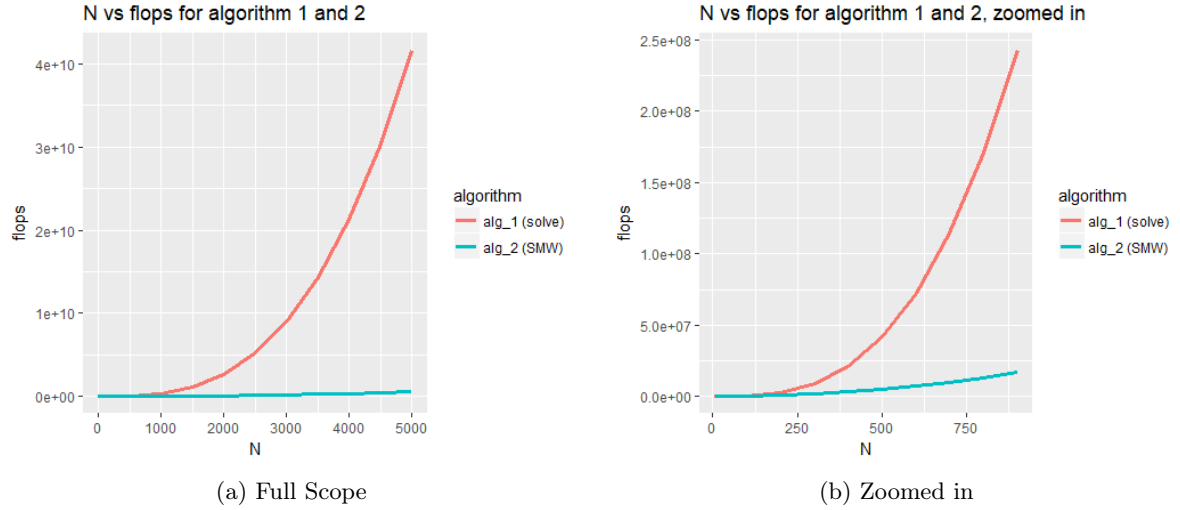 N vs flops for algorithm 1 and 2
4e+10
3e+10
2e+10
1e+10
0e+00
flops
0 1000 2000 3000 4000 5000
N
algorithm
alg_1 (solve)
alg_2 (SMW)
(a) Full Scope
N vs flops for algorithm 1 and 2, zoomed in
2.5e+08
2.0e+08
1.5e+08
1.0e+08
5.0e+07
0.0e+00
flops
0 250 500 750
N
algorithm
alg_1 (solve)
alg_2 (SMW)
(b) Zoomed in